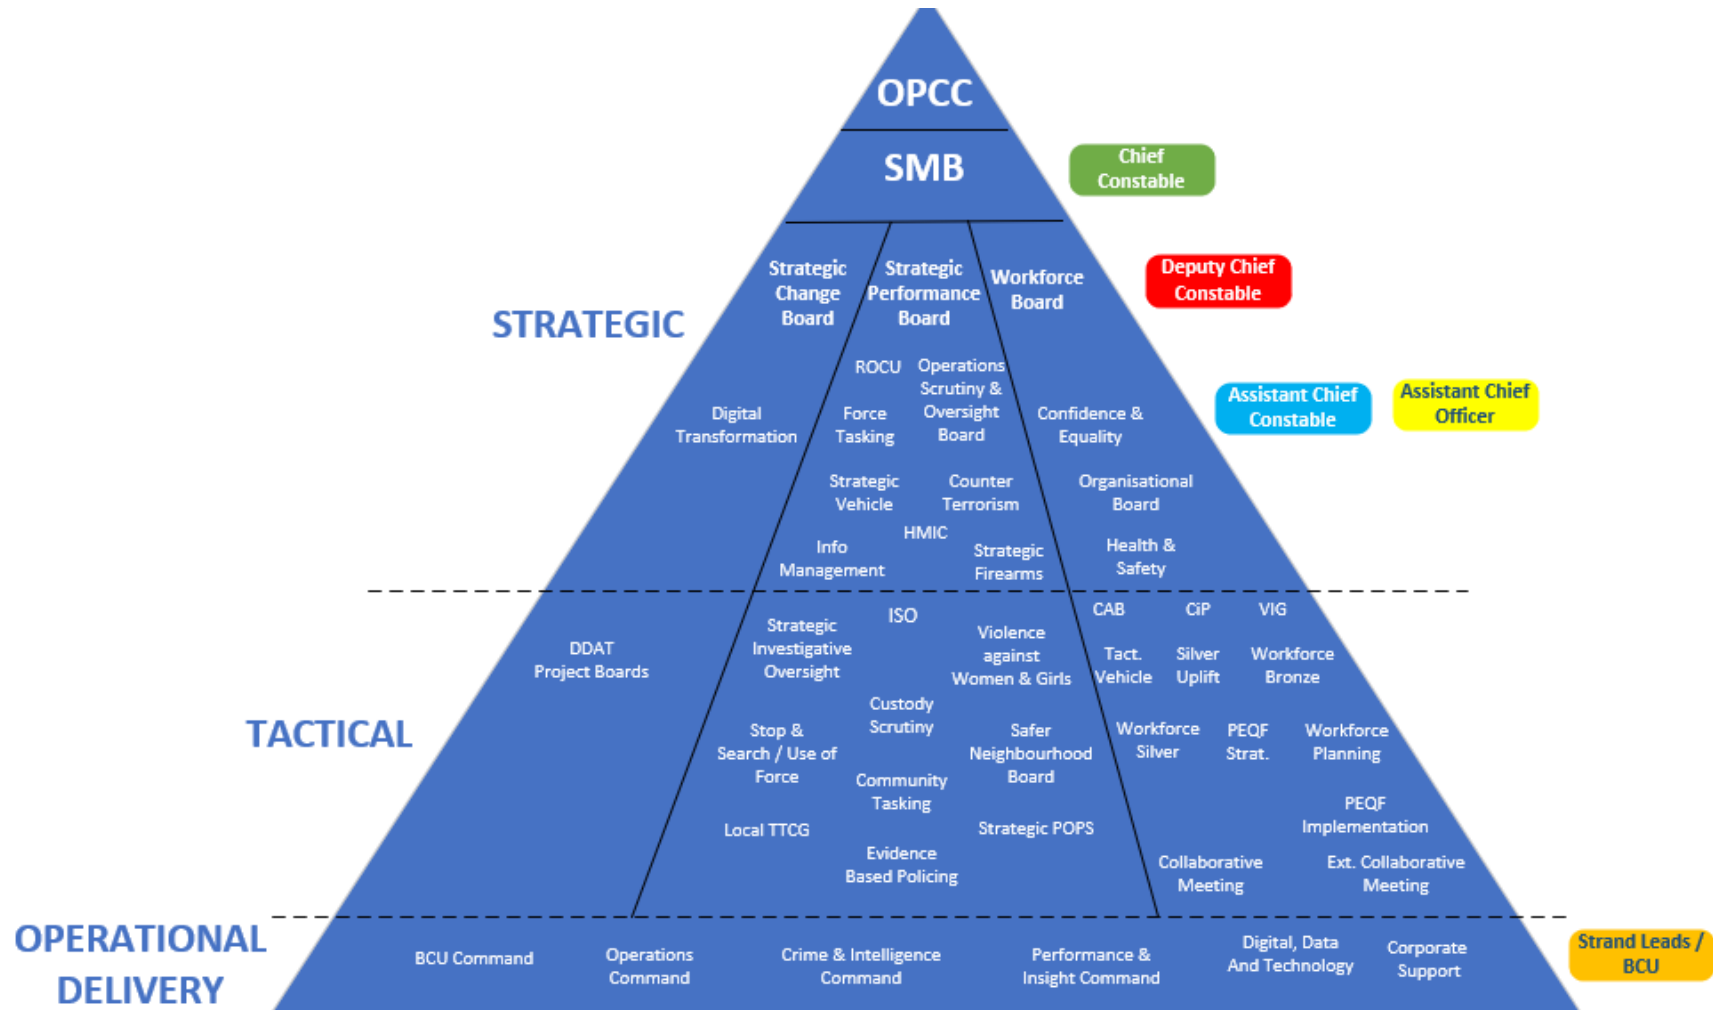 OPCC
SMB
Chief
Constable
Strategic
Change
Board
Strategic
Performance
Board
Workforce
Board
Deputy Chief
Constable
STRATEGIC
ROCU
Operations
Scrutiny &
Oversight
Board
Digital
Transformation
Force
Tasking
Confidence &
Equality
Assistant Chief
Constable
Assistant Chief
Officer
Strategic
Vehicle
Counter
Terrorism
Organisational
Board
HMIC
Info
Management
Strategic
Firearms
Health &
Safety
TACTICAL
DDAT
Project Boards
Strategic
Investigative
Oversight
ISO
Violence
against
Women & Girls
CAB
CiP
VIG
Tact.
Vehicle
Silver
Uplift
Workforce
Bronze
Custody
Scrutiny
Stop &
Search / Use of
Force
Safer
Neighbourhood
Board
Workforce
Silver
PEQF
Strat.
Workforce
Planning
Community
Tasking
PEQF
Implementation
Local TTCG
Strategic POPS
Evidence
Based Policing
Collaborative
Meeting
Ext. Collaborative
Meeting
OPERATIONAL
DELIVERY
BCU Command
Operations
Command
Crime & Intelligence
Command
Performance &
Insight Command
Digital, Data
And Technology
Corporate
Support
Strand Leads /
BCU